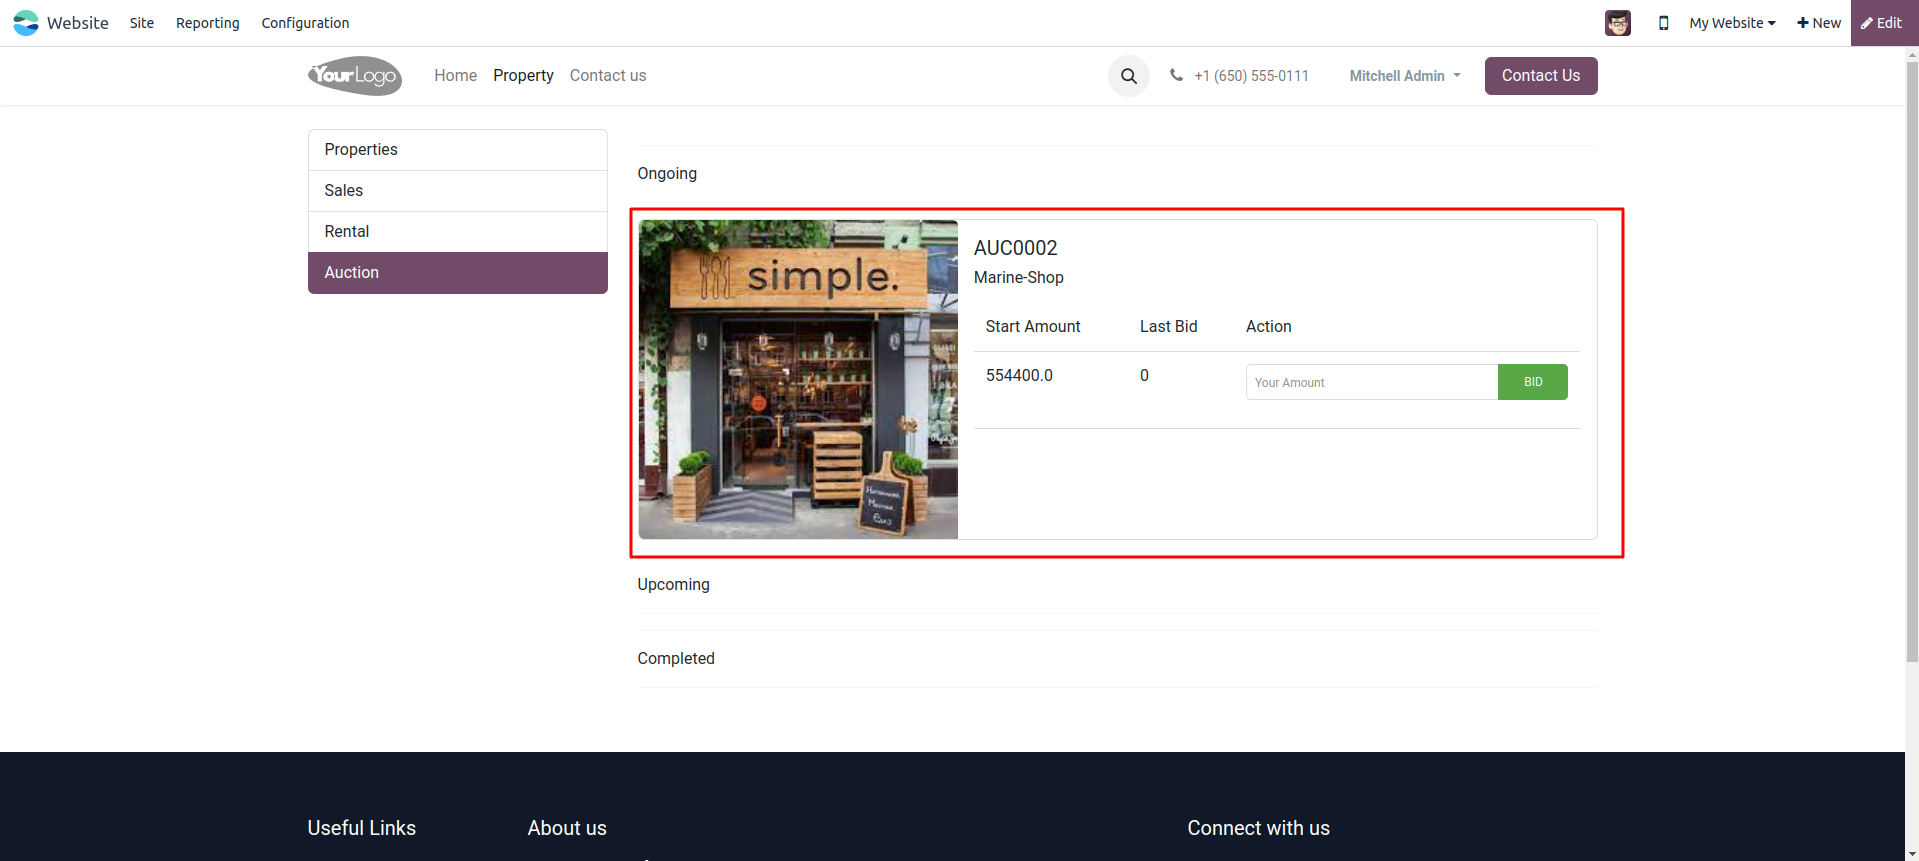 Website Site Reporting Configuration My Website New Edit
YourLogo Home Property Contact us +1 (650) 555-0111 Mitchell Admin Contact Us
Properties
Sales
Rental
Auction
Ongoing
simple.
AUC0002
Marine-Shop
Start Amount Last Bid Action
554400.0 0 Your Amount BID
Upcoming
Completed
Useful Links About us Connect with us